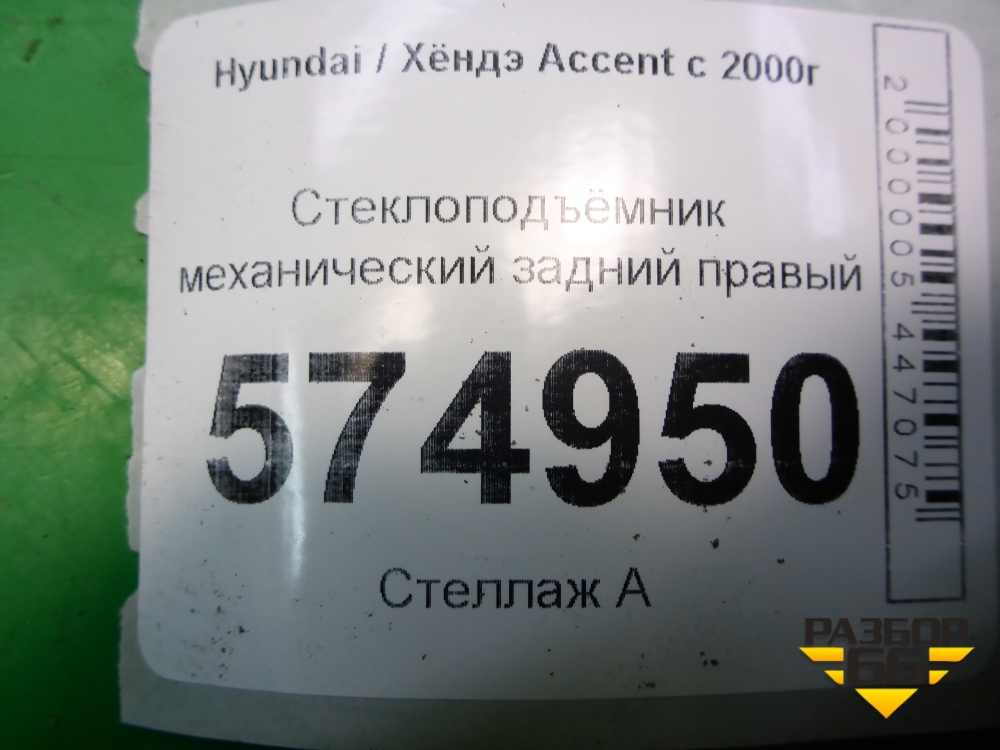 Hyundai / Хёндэ Accent с 2000г
Стеклоподъёмник
механический задний правый
574950
Стеллаж А
2000005447075
РАЗБОР
66